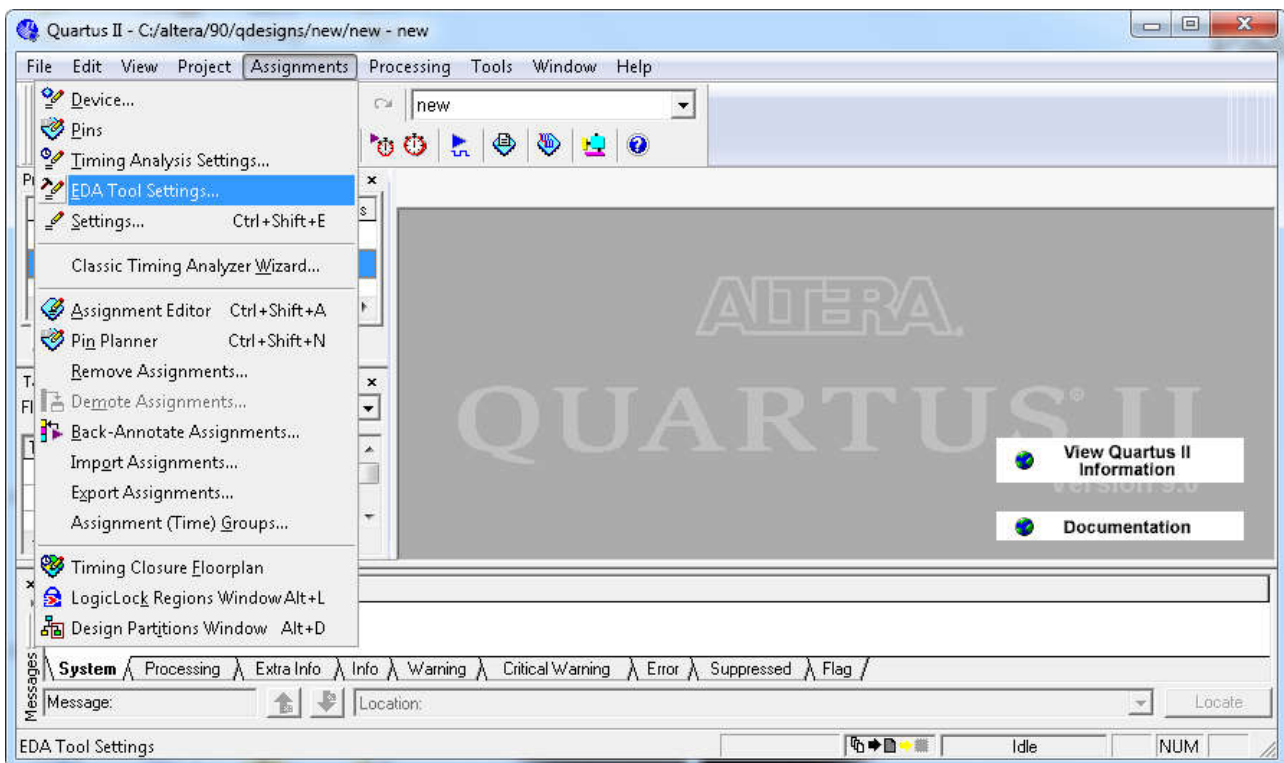 Quartus II - C:/altera/90/qdesigns/new/new - new
File Edit View Project Assignments Processing Tools Window Help
Device...
new
Pins
Timing Analysis Settings...
EDA Tool Settings...
Settings... Ctrl+Shift+E
Classic Timing Analyzer Wizard...
Assignment Editor Ctrl+Shift+A
Pin Planner Ctrl+Shift+N
Remove Assignments...
Demote Assignments...
Back-Annotate Assignments...
Import Assignments...
Export Assignments...
Assignment (Time) Groups...
Timing Closure Floorplan
LogicLock Regions Window Alt+L
Design Partitions Window Alt+D
ALTERA
QUARTUS® II
View Quartus II
Information
Version 9.0
Documentation
System Processing Extra Info Info Warning Critical Warning Error Suppressed Flag
Messages
Message: Location: Locate
EDA Tool Settings Idle NUM